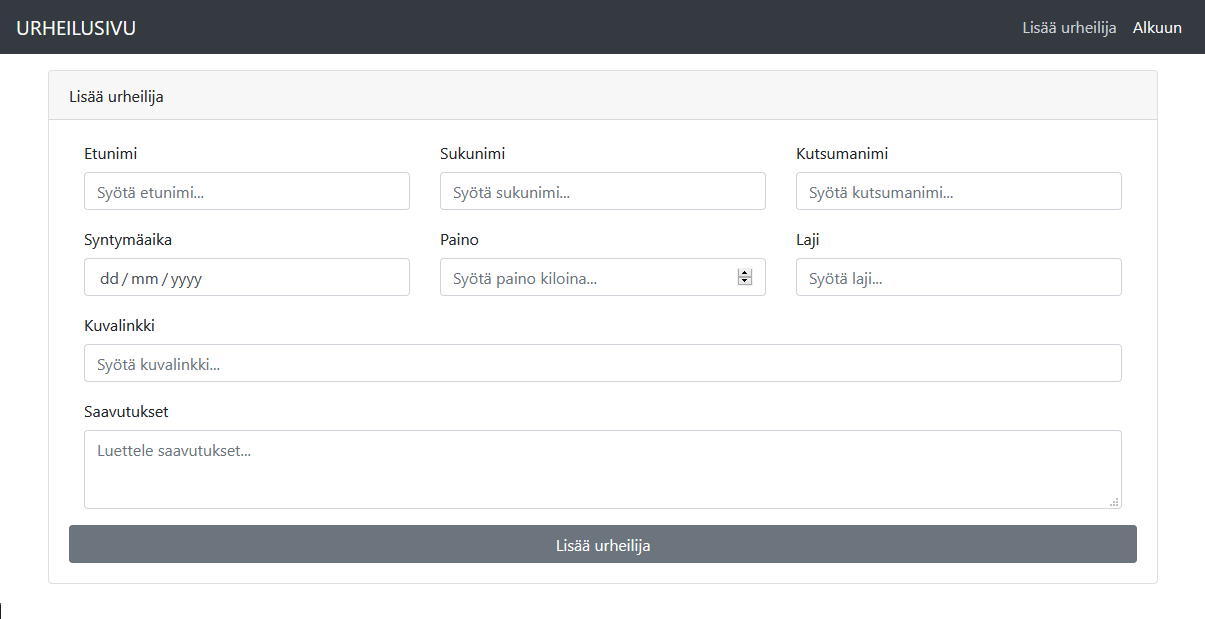 URHEILUSIVU
Lisää urheilija Alkuun
Lisää urheilija
Etunimi Sukunimi Kutsumanimi
Syötä etunimi... Syötä sukunimi... Syötä kutsumanimi...
Syntymäaika Paino Laji
dd / mm / yyyy Syötä paino kiloina... Syötä laji...
Kuvalinkki
Syötä kuvalinkki...
Saavutukset
Luettele saavutukset...
Lisää urheilija